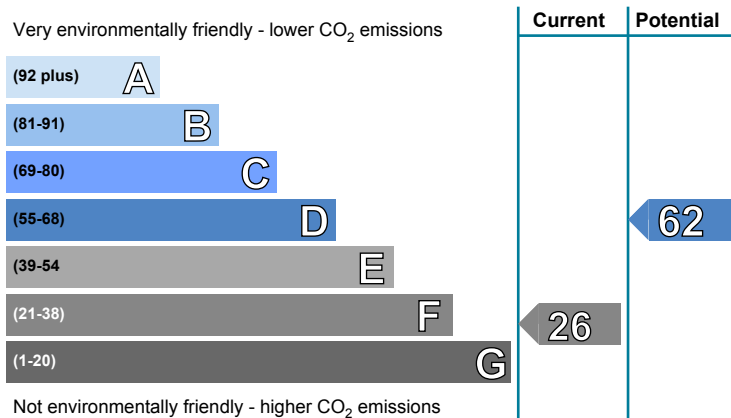 Very environmentally friendly - lower CO₂ emissions
Current
Potential
(92 plus) A
(81-91) B
(69-80) C
(55-68) D
62
(39-54 E
(21-38) F
26
(1-20) G
Not environmentally friendly - higher CO₂ emissions